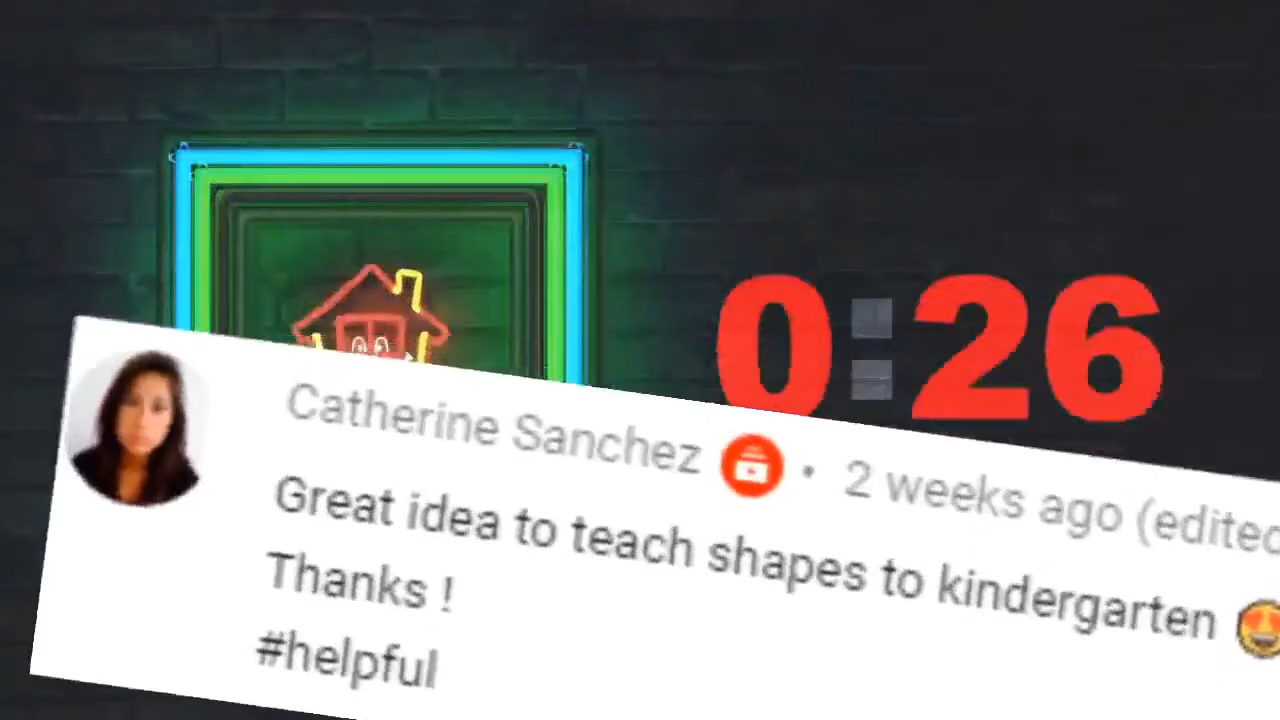 0:26
Catherine Sanchez • 2 weeks ago (edited
Great idea to teach shapes to kindergarten 😍
Thanks !
#helpful